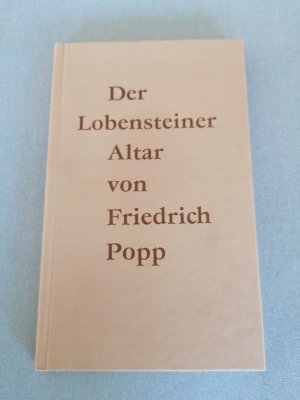 Der
Lobensteiner
Altar
von
Friedrich
Popp